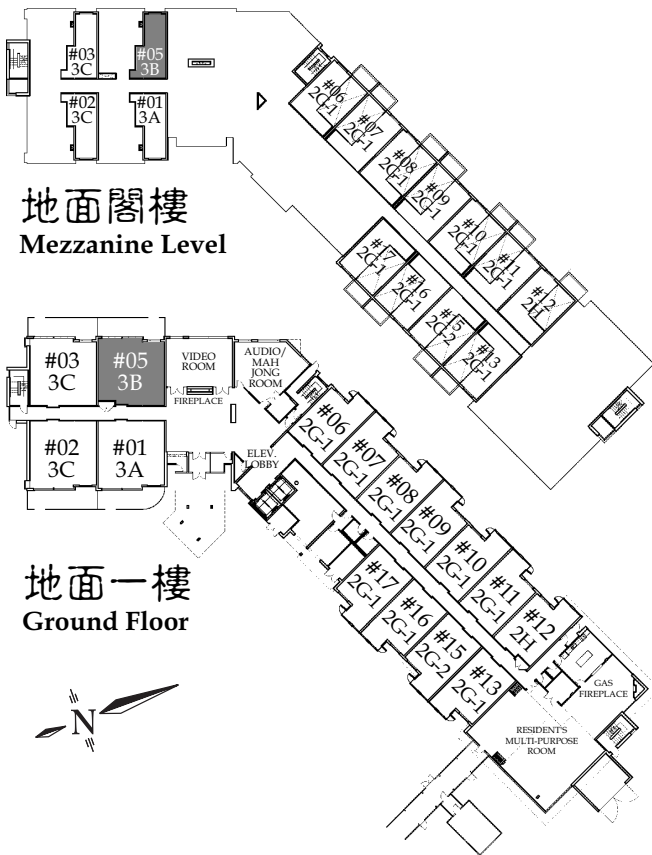 #03
3C
#05
3B
#02
3C
#01
3A
#06
2G-1
#07
2G-1
#08
2G-1
#09
2G-1
#10
2G-1
#11
2G-1
#12
2H
#17
2G-1
#16
2G-1
#15
2G-2
#13
2G-1
地面閣樓
Mezzanine Level
#03
3C
#05
3B
VIDEO
ROOM
FIREPLACE
AUDIO/
MAH
JONG
ROOM
#02
3C
#01
3A
ELEV.
LOBBY
#06
2G-1
#07
2G-1
#08
2G-1
#09
2G-1
#10
2G-1
#11
2G-1
#12
2H
#17
2G-1
#16
2G-1
#15
2G-2
#13
2G-1
GAS
FIREPLACE
RESIDENT'S
MULTI-PURPOSE
ROOM
地面一樓
Ground Floor
N